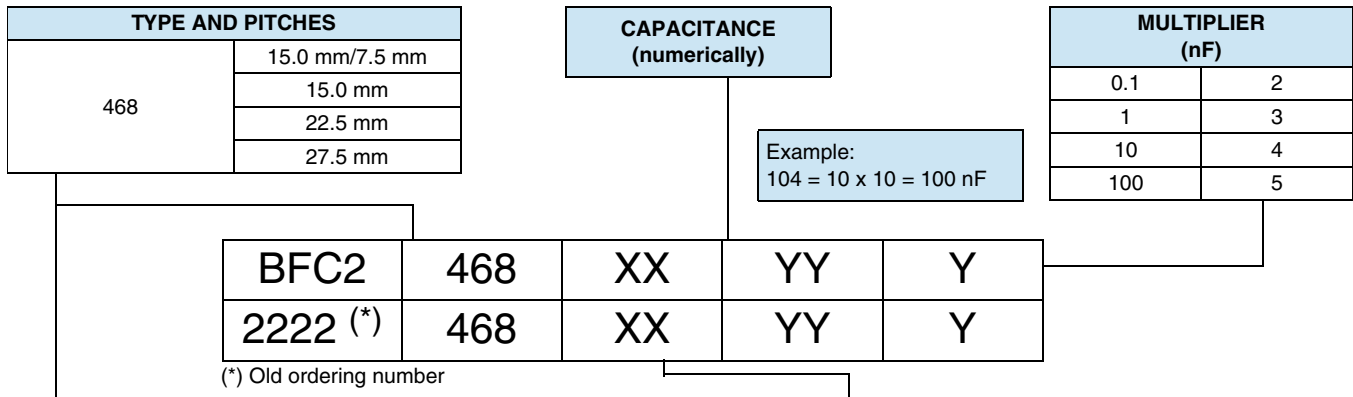 TYPE AND PITCHES
468
15.0 mm/7.5 mm
15.0 mm
22.5 mm
27.5 mm
CAPACITANCE
(numerically)
MULTIPLIER
(nF)
0.1 2
1 3
10 4
100 5
Example:
104 = 10 x 10 = 100 nF
BFC2 468 XX YY Y
2222 (*) 468 XX YY Y
(*) Old ordering number